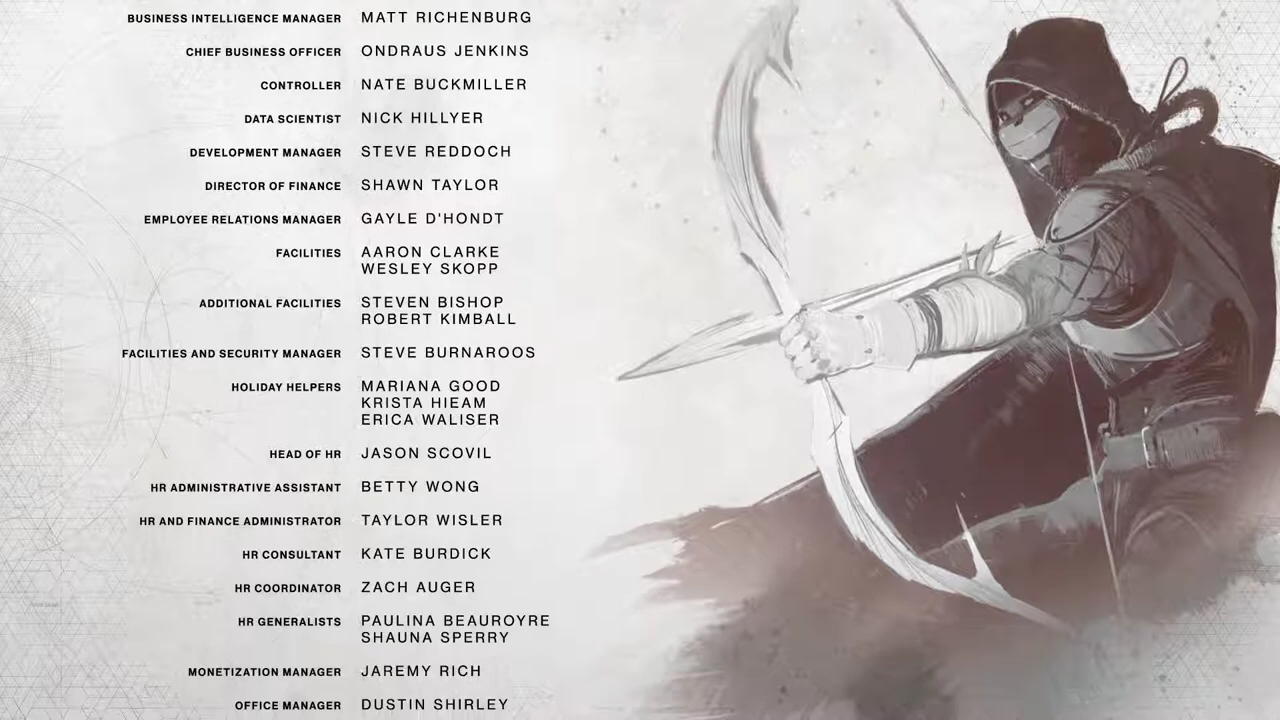 BUSINESS INTELLIGENCE MANAGER MATT RICHENBURG
CHIEF BUSINESS OFFICER ONDRAUS JENKINS
CONTROLLER NATE BUCKMILLER
DATA SCIENTIST NICK HILLYER
DEVELOPMENT MANAGER STEVE REDDOCH
DIRECTOR OF FINANCE SHAWN TAYLOR
EMPLOYEE RELATIONS MANAGER GAYLE D'HONDT
FACILITIES AARON CLARKE
WESLEY SKOPP
ADDITIONAL FACILITIES STEVEN BISHOP
ROBERT KIMBALL
FACILITIES AND SECURITY MANAGER STEVE BURNAROOS
HOLIDAY HELPERS MARIANA GOOD
KRISTA HIEAM
ERICA WALISER
HEAD OF HR JASON SCOVIL
HR ADMINISTRATIVE ASSISTANT BETTY WONG
HR AND FINANCE ADMINISTRATOR TAYLOR WISLER
HR CONSULTANT KATE BURDICK
HR COORDINATOR ZACH AUGER
HR GENERALISTS PAULINA BEAUROYRE
SHAUNA SPERRY
MONETIZATION MANAGER JAREMY RICH
OFFICE MANAGER DUSTIN SHIRLEY